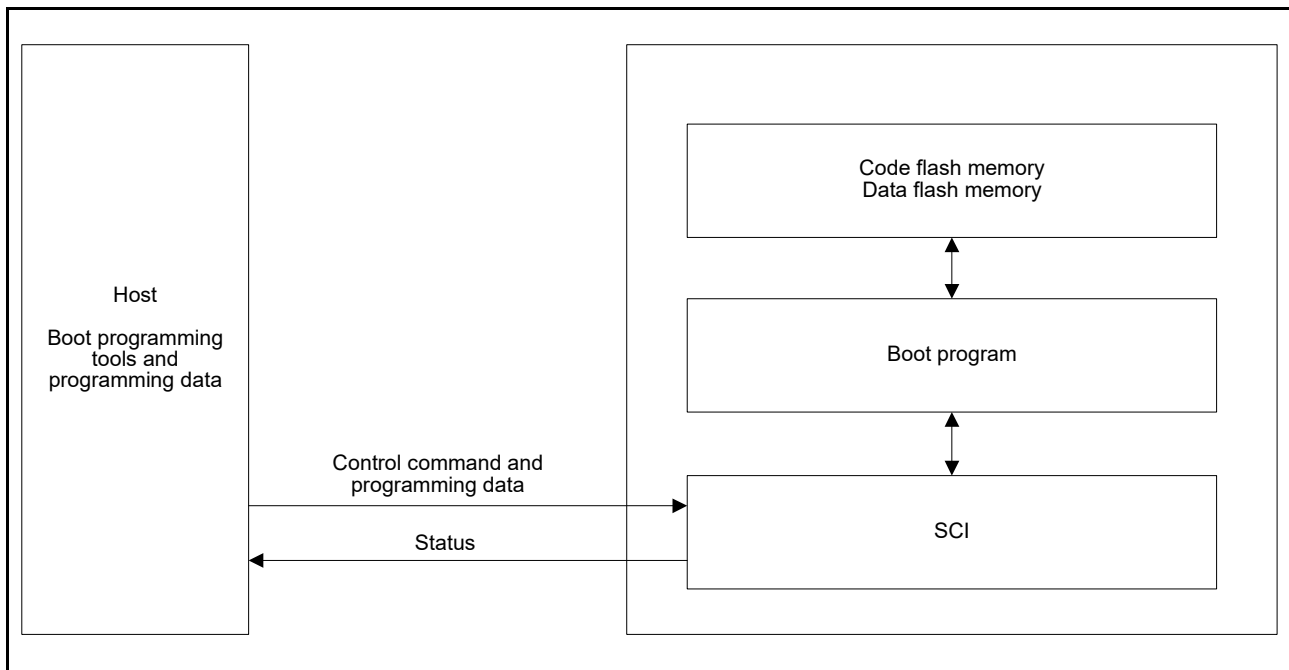 Host
Boot programming
tools and
programming data
Control command and
programming data
Status
Code flash memory
Data flash memory
Boot program
SCI